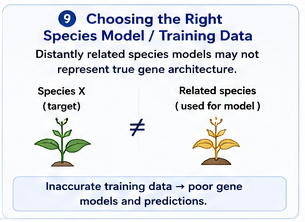 9 Choosing the Right
Species Model / Training Data
Distantly related species models may not
represent true gene architecture.
Species X
(target)
Related species
( used for model )
≠
Inaccurate training data → poor gene
models and predictions.